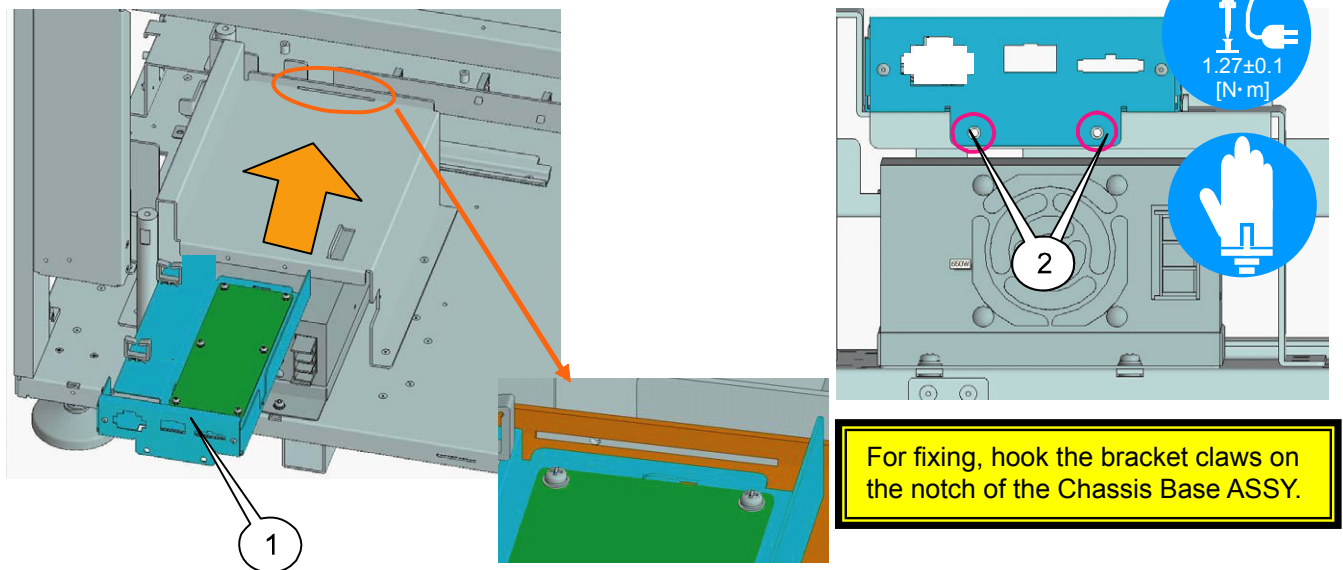 1
1.27±0.1
[N·m]
650W
2
For fixing, hook the bracket claws on
the notch of the Chassis Base ASSY.